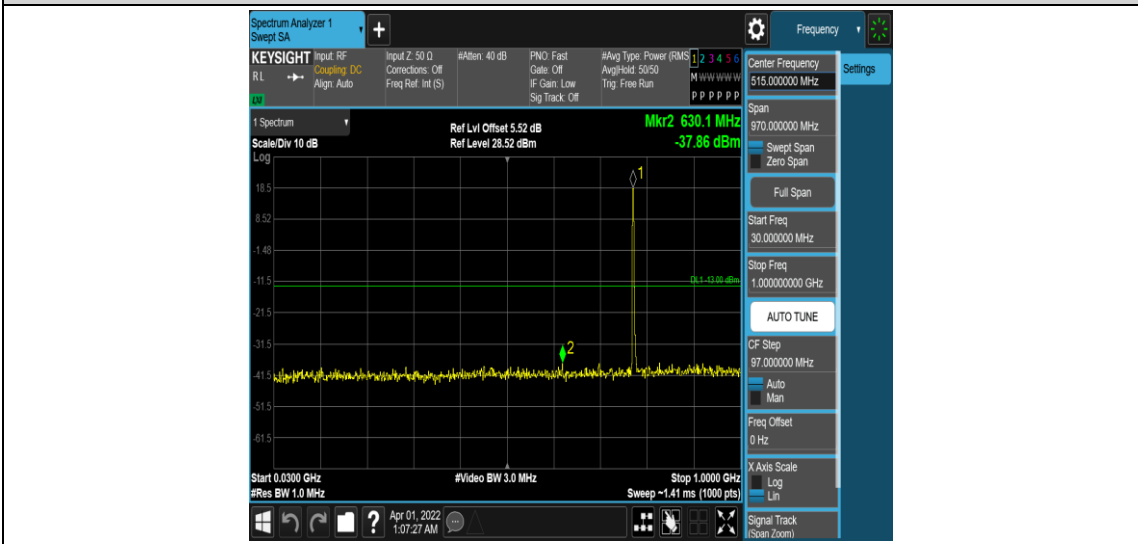 Spectrum Analyzer 1
Swept SA
+
Frequency
KEYSIGHT
RL
LXI
Input: RF
Coupling: DC
Align: Auto
Input Z: 50 Ω
Corrections: Off
Freq Ref: Int (S)
#Atten: 40 dB
PNO: Fast
Gate: Off
IF Gain: Low
Sig Track: Off
#Avg Type: Power (RMS
Avg|Hold: 50/50
Trig: Free Run
1 2 3 4 5 6
M W W W W W
P P P P P P
1 Spectrum
Scale/Div 10 dB
Ref Lvl Offset 5.52 dB
Ref Level 28.52 dBm
Mkr2 630.1 MHz
-37.86 dBm
Log
18.5
8.52
-1.48
-11.5
-21.5
-31.5
-41.5
-51.5
-61.5
1
DL1 -13.00 dBm
2
Start 0.0300 GHz
#Res BW 1.0 MHz
#Video BW 3.0 MHz
Stop 1.0000 GHz
Sweep ~1.41 ms (1000 pts)
?
Apr 01, 2022
1:07:27 AM
Center Frequency
515.000000 MHz
Settings
Span
970.000000 MHz
Swept Span
Zero Span
Full Span
Start Freq
30.000000 MHz
Stop Freq
1.000000000 GHz
AUTO TUNE
CF Step
97.000000 MHz
Auto
Man
Freq Offset
0 Hz
X Axis Scale
Log
Lin
Signal Track
(Span Zoom)